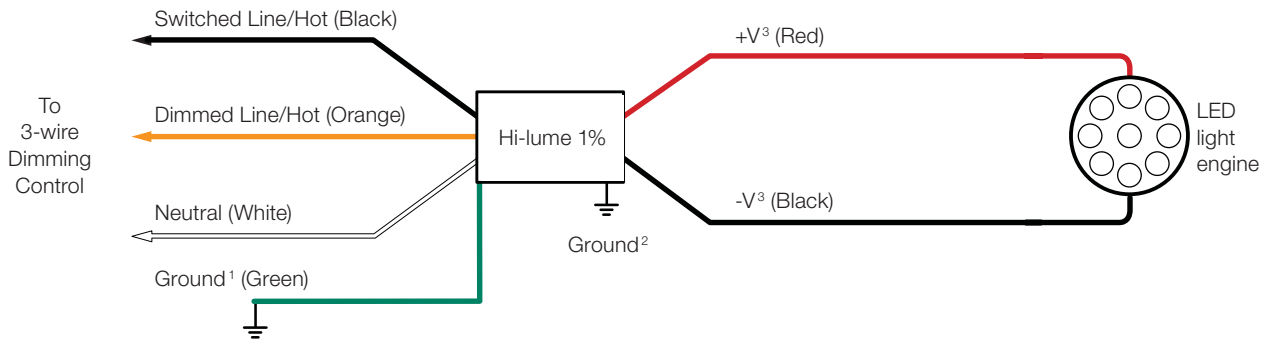 Switched Line/Hot (Black)
To
3-wire
Dimming
Control
Dimmed Line/Hot (Orange)
Neutral (White)
Ground¹ (Green)
Hi-lume 1%
Ground²
+V³ (Red)
-V³ (Black)
LED
light
engine